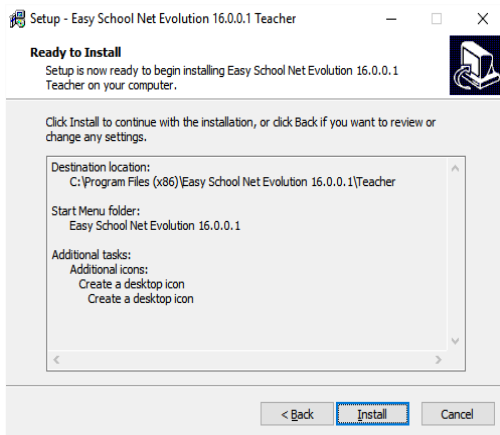 Setup - Easy School Net Evolution 16.0.0.1 Teacher
Ready to Install
Setup is now ready to begin installing Easy School Net Evolution 16.0.0.1
Teacher on your computer.
Click Install to continue with the installation, or click Back if you want to review or
change any settings.
Destination location:
C:\Program Files (x86)\Easy School Net Evolution 16.0.0.1\Teacher
Start Menu folder:
Easy School Net Evolution 16.0.0.1
Additional tasks:
Additional icons:
Create a desktop icon
Create a desktop icon
< Back Install Cancel